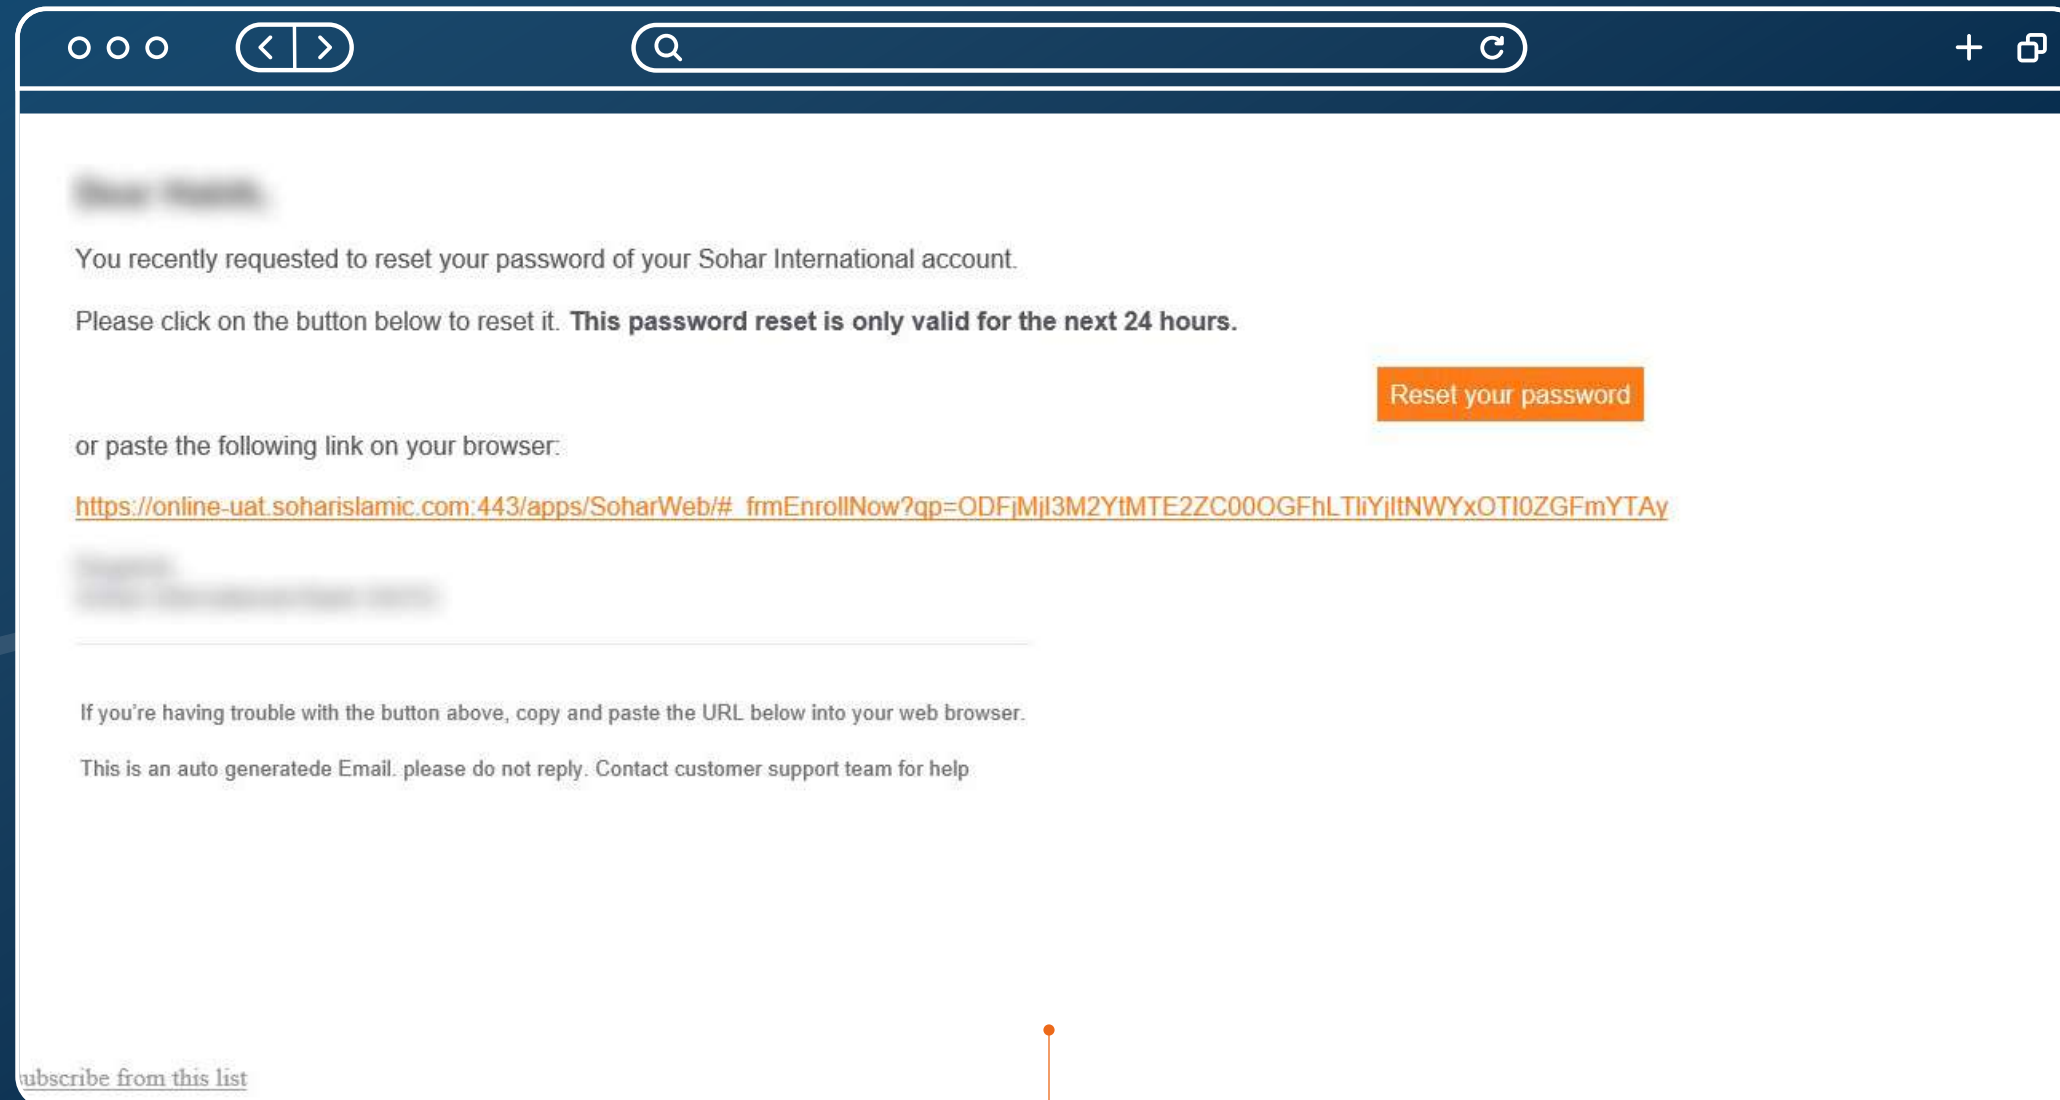 You recently requested to reset your password of your Sohar International account.
Please click on the button below to reset it. This password reset is only valid for the next 24 hours.
Reset your password
or paste the following link on your browser:
https://online-uat.soharislamic.com:443/apps/SoharWeb/#_frmEnrollNow?qp=ODFjMjI3M2YtMTE2ZC00OGFhLTliYjItNWYxOTI0ZGFmYTAy
If you're having trouble with the button above, copy and paste the URL below into your web browser.
This is an auto generatede Email. please do not reply. Contact customer support team for help
ubscribe from this list